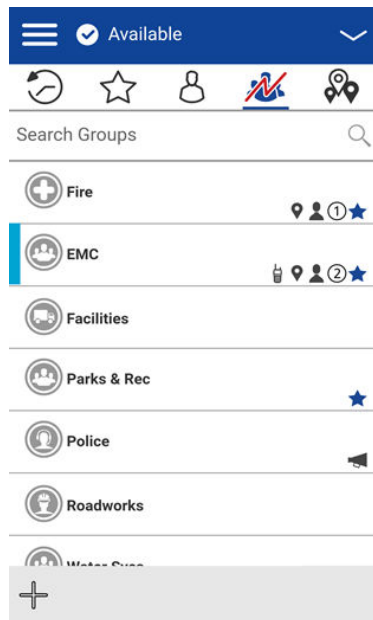 Available
Search Groups
Fire
1
EMC
2
Facilities
Parks & Rec
Police
Roadworks